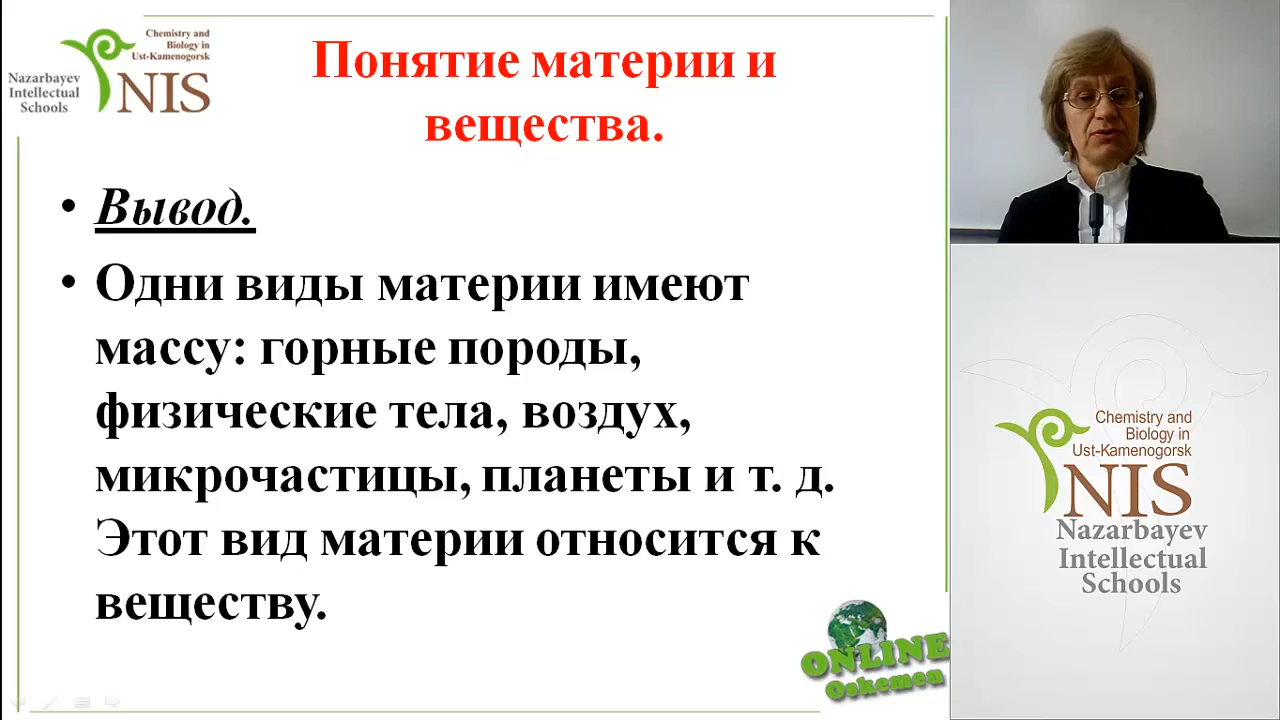 Chemistry and
Biology in
Ust-Kamenogorsk
Nazarbayev
Intellectual
Schools
NIS
Понятие материи и
вещества.
• Вывод.
• Одни виды материи имеют
массу: горные породы,
физические тела, воздух,
микрочастицы, планеты и т. д.
Этот вид материи относится к
веществу.
ONLINE
Oskemen
Chemistry and
Biology in
Ust-Kamenogorsk
NIS
Nazarbayev
Intellectual
Schools